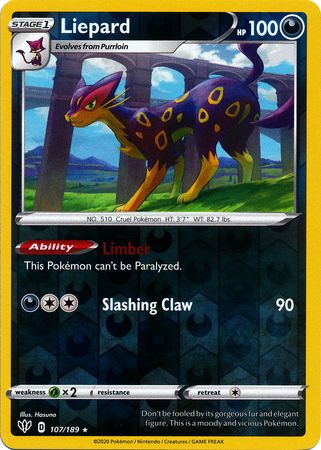 STAGE 1 Liepard HP 100
Evolves from Purrloin
NO. 510 Cruel Pokémon HT: 3'7" WT: 82.7 lbs.
Ability Limber
This Pokémon can't be Paralyzed.
Slashing Claw 90
weakness ×2 resistance retreat
Illus. Hasuno
D 107/189 ★
Don't be fooled by its gorgeous fur and elegant
figure. This is a moody and vicious Pokémon.
©2020 Pokémon / Nintendo / Creatures / GAME FREAK